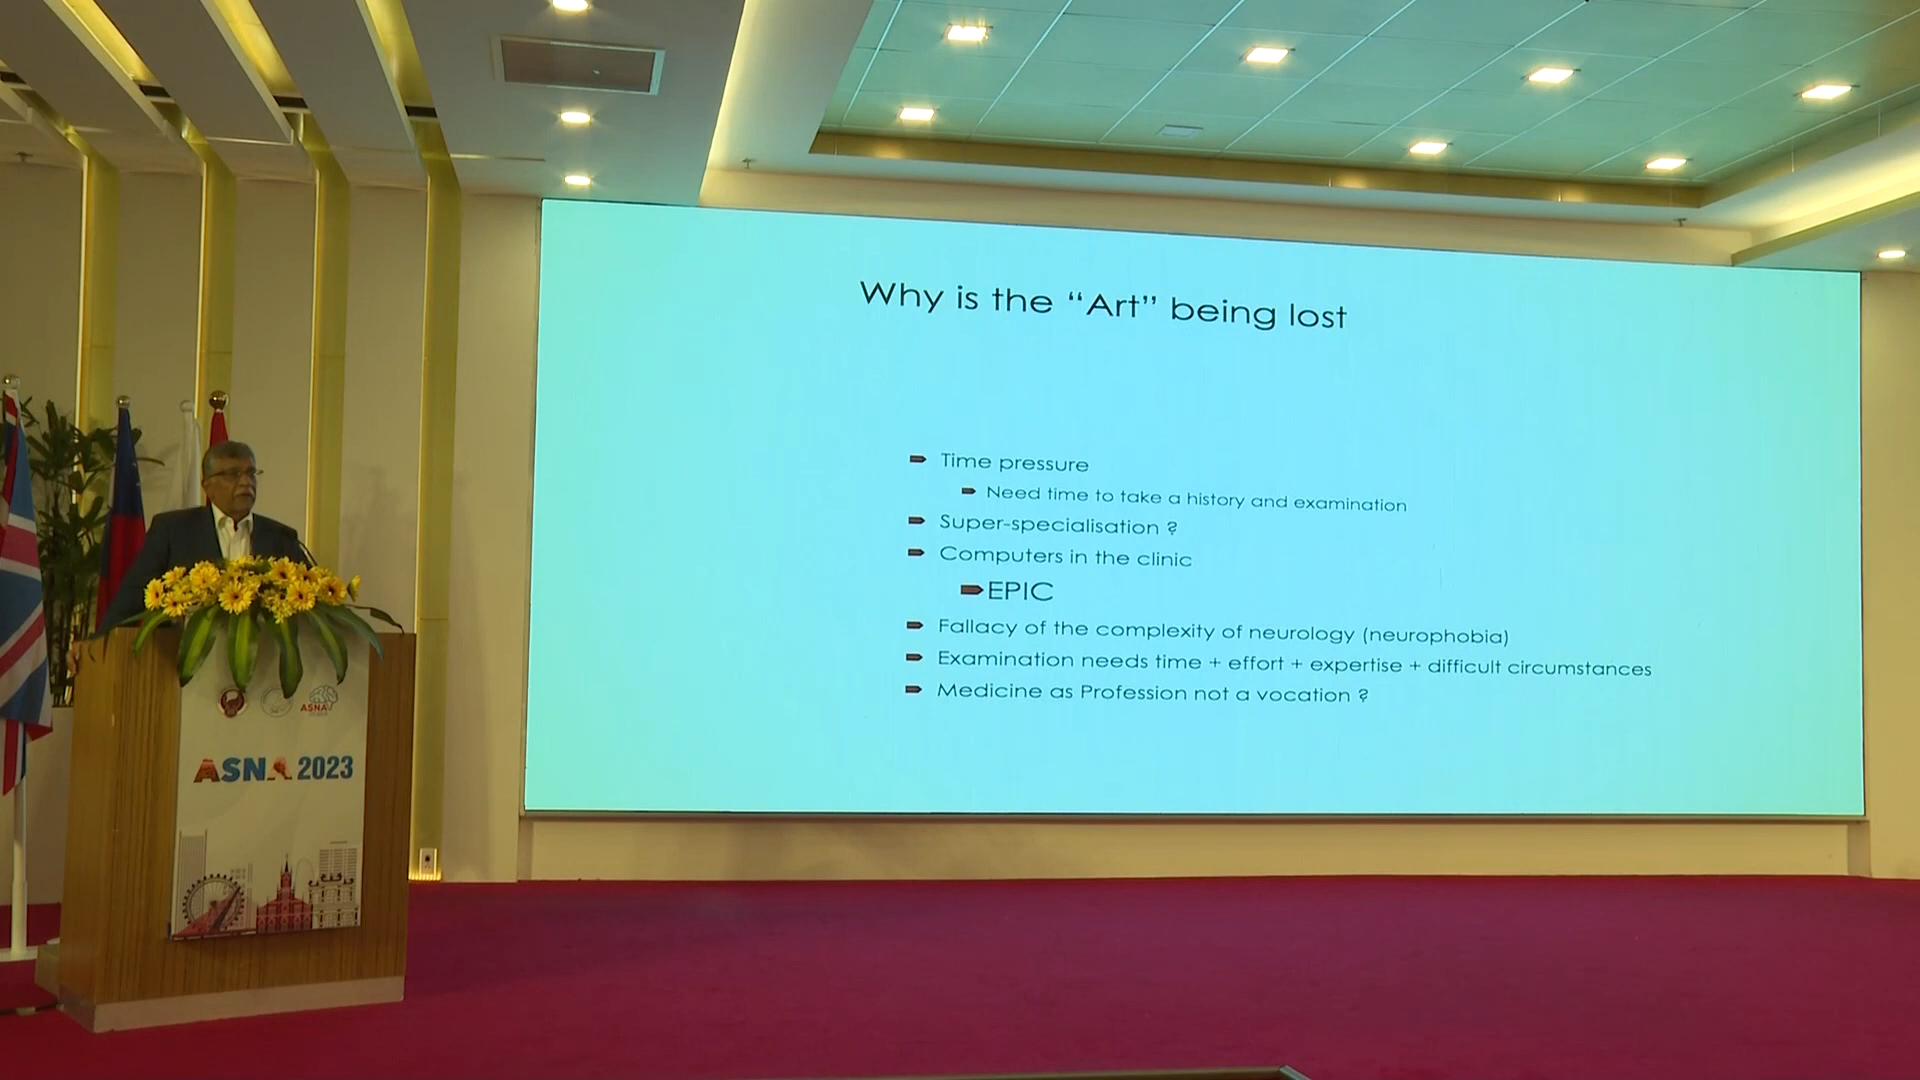 Why is the “Art” being lost
Time pressure
Need time to take a history and examination
Super-specialisation ?
Computers in the clinic
EPIC
Fallacy of the complexity of neurology (neurophobia)
Examination needs time + effort + expertise + difficult circumstances
Medicine as Profession not a vocation ?
ASNA
ASNA 2023